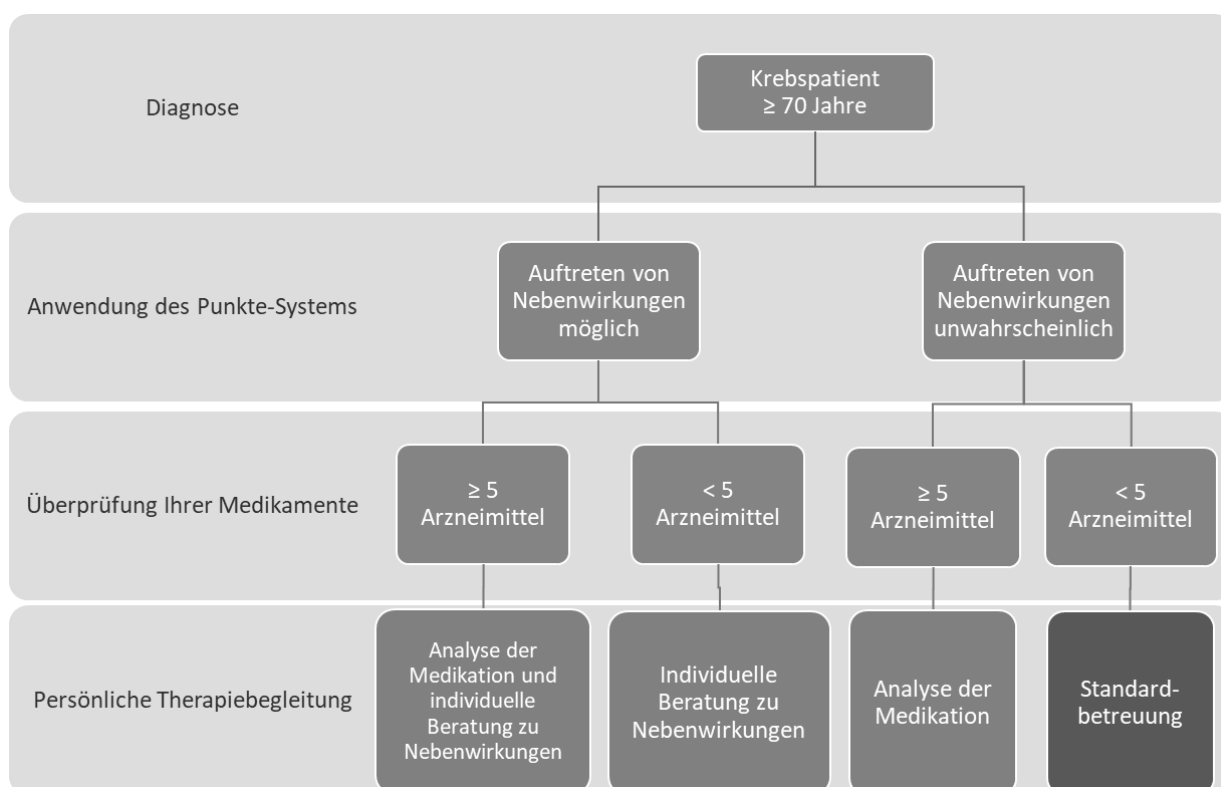 Diagnose
Krebspatient
≥ 70 Jahre
Anwendung des Punkte-Systems
Auftreten von
Nebenwirkungen
möglich
Auftreten von
Nebenwirkungen
unwahrscheinlich
Überprüfung Ihrer Medikamente
≥ 5
Arzneimittel
< 5
Arzneimittel
≥ 5
Arzneimittel
< 5
Arzneimittel
Persönliche Therapiebegleitung
Analyse der
Medikation und
individuelle
Beratung zu
Nebenwirkungen
Individuelle
Beratung zu
Nebenwirkungen
Analyse der
Medikation
Standard-
betreuung